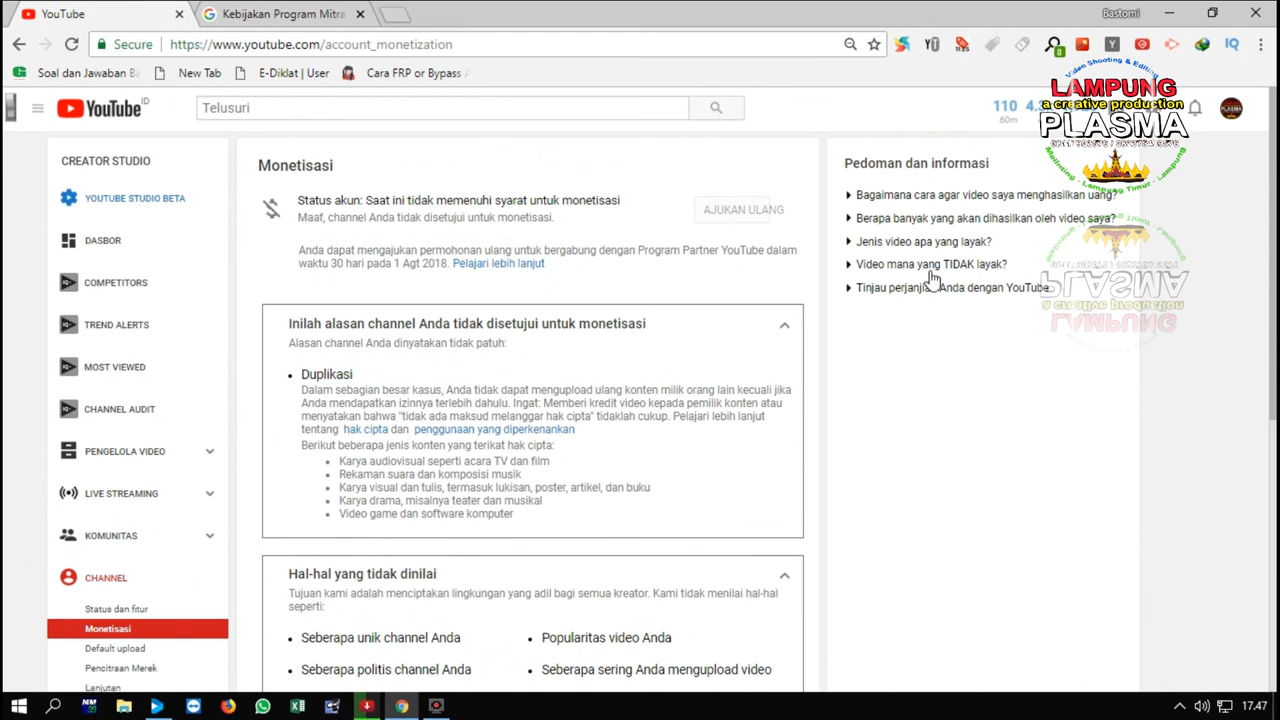 YouTube
Kebijakan Program Mitra
Bastomi
Secure
https://www.youtube.com/account_monetization
Soal dan Jawaban B
New Tab
E-Diklat | User
Cara FRP or Bypass
YouTube ID
Telusuri
110
60m
Video Shooting & Editing
LAMPUNG
a creative production
PLASMA
Melinting - Lampung Timur - Lampung
CREATOR STUDIO
YOUTUBE STUDIO BETA
DASBOR
COMPETITORS
TREND ALERTS
MOST VIEWED
CHANNEL AUDIT
PENGELOLA VIDEO
LIVE STREAMING
KOMUNITAS
CHANNEL
Status dan fitur
Monetisasi
Default upload
Pencitraan Merek
Lanjutan
Monetisasi
Status akun: Saat ini tidak memenuhi syarat untuk monetisasi
Maaf, channel Anda tidak disetujui untuk monetisasi.
AJUKAN ULANG
Anda dapat mengajukan permohonan ulang untuk bergabung dengan Program Partner YouTube dalam
waktu 30 hari pada 1 Agt 2018. Pelajari lebih lanjut
Inilah alasan channel Anda tidak disetujui untuk monetisasi
Alasan channel Anda dinyatakan tidak patuh:
Duplikasi
Dalam sebagian besar kasus, Anda tidak dapat mengupload ulang konten milik orang lain kecuali jika
Anda mendapatkan izinnya terlebih dahulu. Ingat: Memberi kredit video kepada pemilik konten atau
menyatakan bahwa "tidak ada maksud melanggar hak cipta" tidaklah cukup. Pelajari lebih lanjut
tentang hak cipta dan penggunaan yang diperkenankan
Berikut beberapa jenis konten yang terikat hak cipta:
Karya audiovisual seperti acara TV dan film
Rekaman suara dan komposisi musik
Karya visual dan tulis, termasuk lukisan, poster, artikel, dan buku
Karya drama, misalnya teater dan musikal
Video game dan software komputer
Hal-hal yang tidak dinilai
Tujuan kami adalah menciptakan lingkungan yang adil bagi semua kreator. Kami tidak menilai hal-hal
seperti:
Seberapa unik channel Anda
Popularitas video Anda
Seberapa politis channel Anda
Seberapa sering Anda mengupload video
Pedoman dan informasi
Bagaimana cara agar video saya menghasilkan uang?
Berapa banyak yang akan dihasilkan oleh video saya?
Jenis video apa yang layak?
Video mana yang TIDAK layak?
Tinjau perjanjian Anda dengan YouTube
17.47